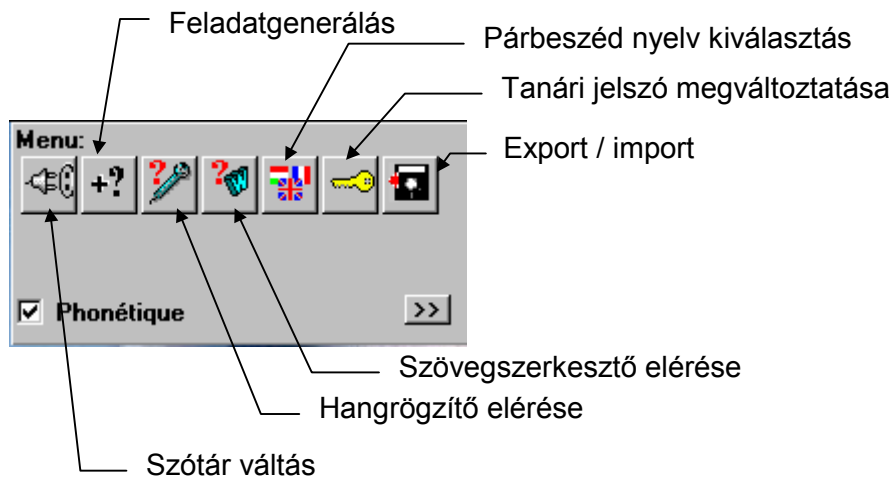 Feladatgenerálás
Párbeszéd nyelv kiválasztás
Tanári jelszó megváltoztatása
Export / import
Menu:
+?
Phonétique
>>
Szövegszerkesztő elérése
Hangrögzítő elérése
Szótár váltás